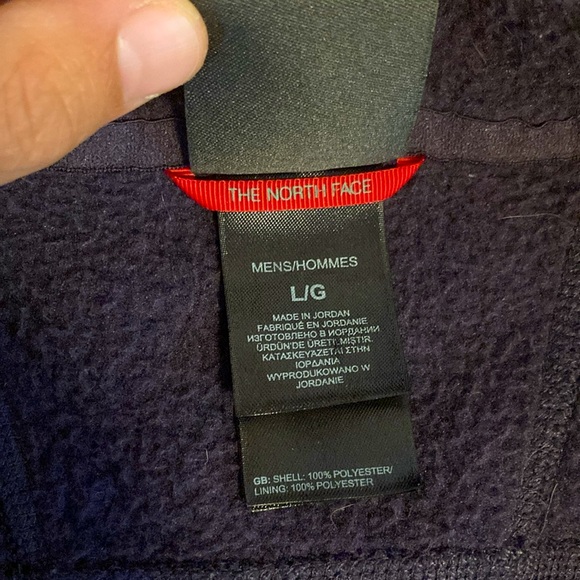 THE NORTH FACE
MENS/HOMMES
L/G
MADE IN JORDAN
FABRIQUÉ EN JORDANIE
ИЗГОТОВЛЕНО В ИОРДАНИИ
ÜRDÜN'DE ÜRETİLMİŞTİR.
ΚΑΤΑΣΚΕΥΑΖΕΤΑΙ ΣΤΗΝ
ΙΟΡΔΑΝΙΑ
WYPRODUKOWANO W
JORDANIE
GB: SHELL: 100% POLYESTER/
LINING: 100% POLYESTER